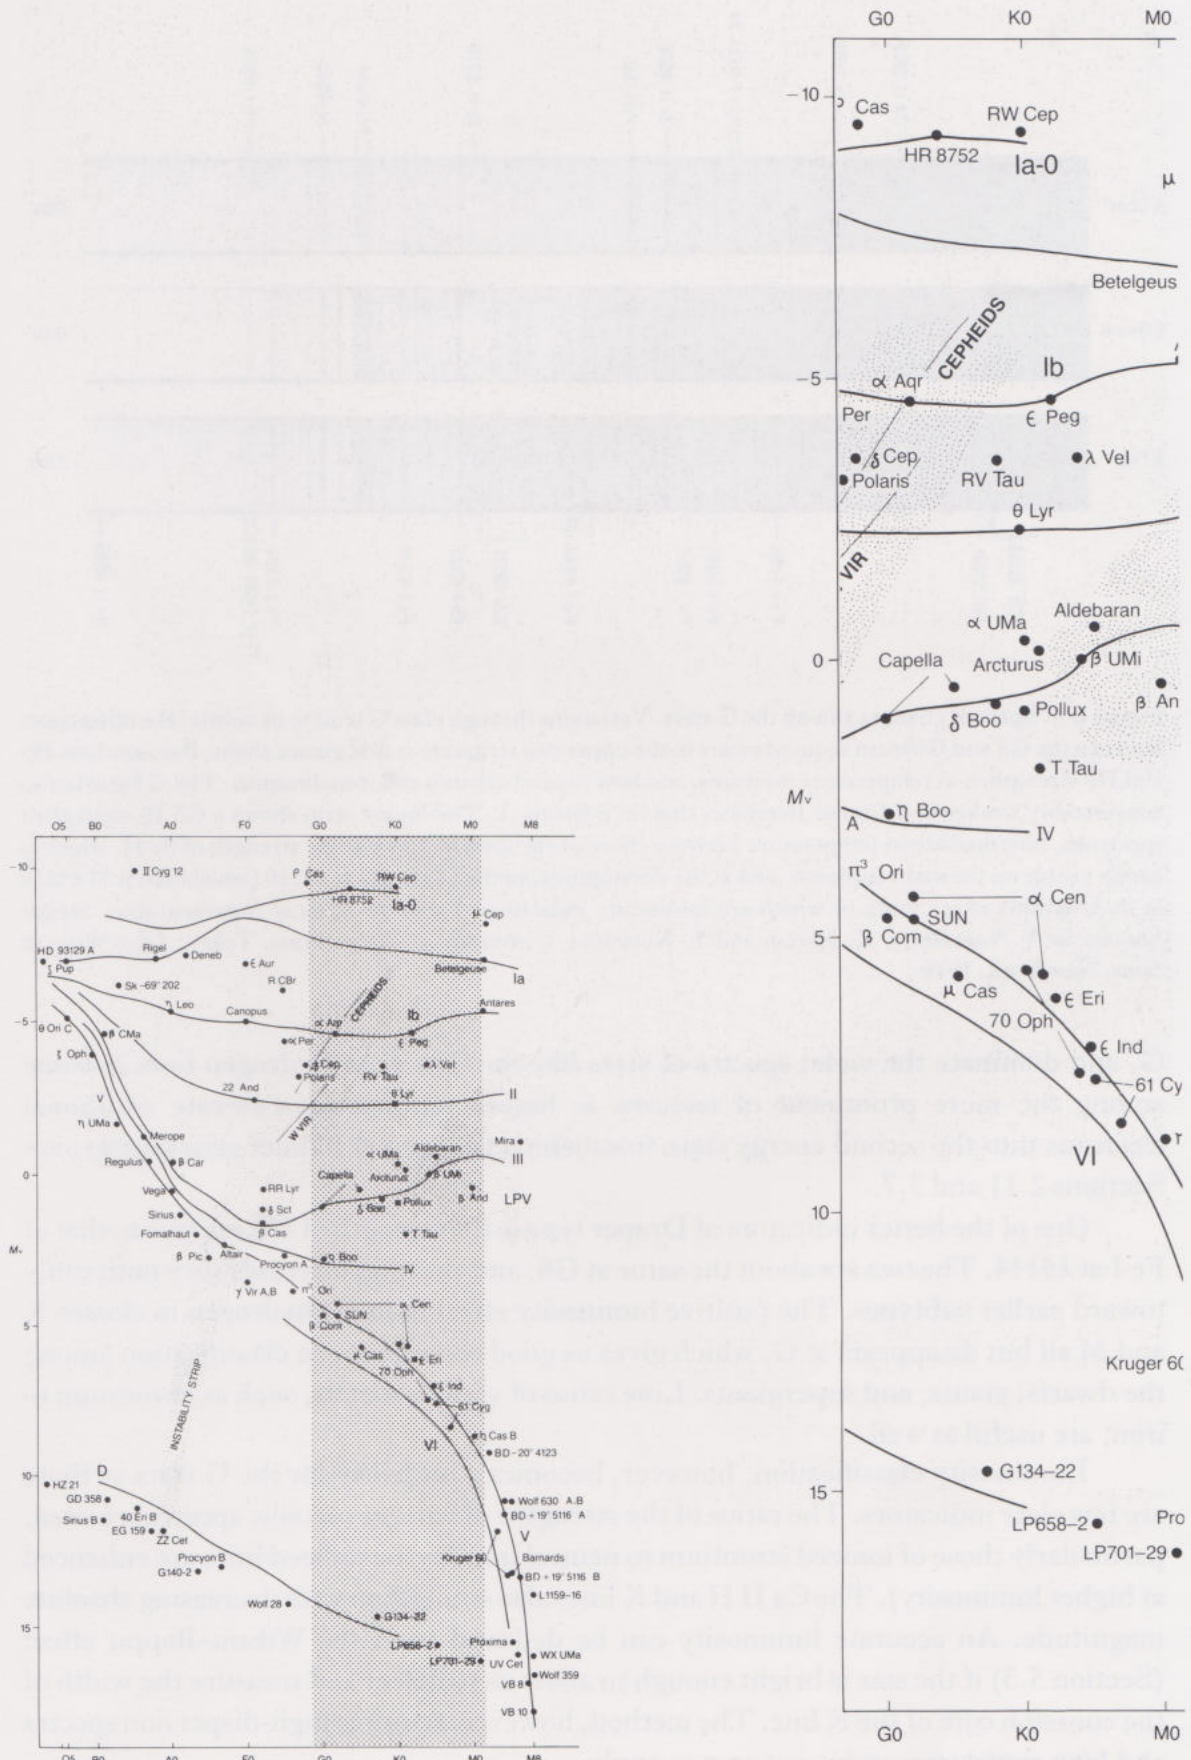 G0 K0 M0
−10
ρ Cas
RW Cep
HR 8752
Ia-0
μ
Betelgeus
CEPHEIDS
Ib
−5
α Aqr
Per
ε Peg
δ Cep
λ Vel
Polaris
RV Tau
θ Lyr
VIR
Aldebaran
α UMa
0
Capella
Arcturus
β UMi
β An
δ Boo
Pollux
T Tau
Mv
A
η Boo
IV
π³ Ori
α Cen
SUN
5
β Com
μ Cas
ε Eri
70 Oph
ε Ind
61 Cy
VI
10
Kruger 60
G134–22
15
LP658–2
Pro
LP701–29
G0 K0 M0
O5 B0 A0 F0 G0 K0 M0 M8
−10
II Cyg 12
ρ Cas
RW Cep
HR 8752
Ia-0
μ Cep
HD 93129 A
Rigel
Deneb
ε Aur
Betelgeuse
ζ Pup
Ia
Sk −69° 202
R CBr
η Leo
Canopus
CEPHEIDS
Antares
−5
θ Ori C
β CMa
α Aqr
Ib
α Per
ε Peg
ζ Oph
δ Cep
λ Vel
Polaris
RV Tau
22 And
θ Lyr
II
V
η UMa
W VIR
Merope
Mira
Aldebaran
α UMa
III
Regulus
β Car
0
Capella
Arcturus
β UMi
Vega
RR Lyr
β And
LPV
δ Boo
Pollux
Sirius
δ Sct
Fomalhaut
β Cas
T Tau
Mv
β Pic
Altair
Procyon A
η Boo
IV
γ Vir A,B
π³ Ori
α Cen
SUN
5
β Com
μ Cas
ε Eri
70 Oph
ε Ind
61 Cyg
INSTABILITY STRIP
VI
η Cas B
BD −20° 4123
10
D
HZ 21
GD 358
Wolf 630 A,B
Sirius B
40 Eri B
BD + 19° 5116 A
EG 159
ZZ Cet
V
Procyon B
Kruger 60
Barnards
G140-2
BD + 19° 5116 B
L1159–16
Wolf 28
G134–22
15
LP658–2
Proxima
LP701–29
UV Cet
WX UMa
Wolf 359
VB 8
VB 10
O5 B0 A0 F0 G0 K0 M0 M8